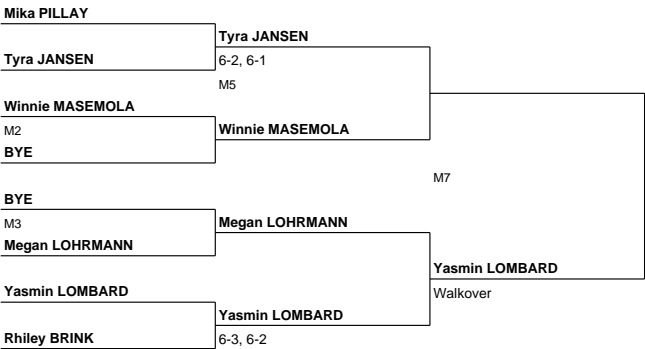 Mika PILLAY
Tyra JANSEN
Tyra JANSEN
6-2, 6-1
M5
Winnie MASEMOLA
M2
Winnie MASEMOLA
BYE
M7
BYE
M3
Megan LOHRMANN
Megan LOHRMANN
Yasmin LOMBARD
Yasmin LOMBARD
Walkover
Yasmin LOMBARD
Rhiley BRINK
6-3, 6-2